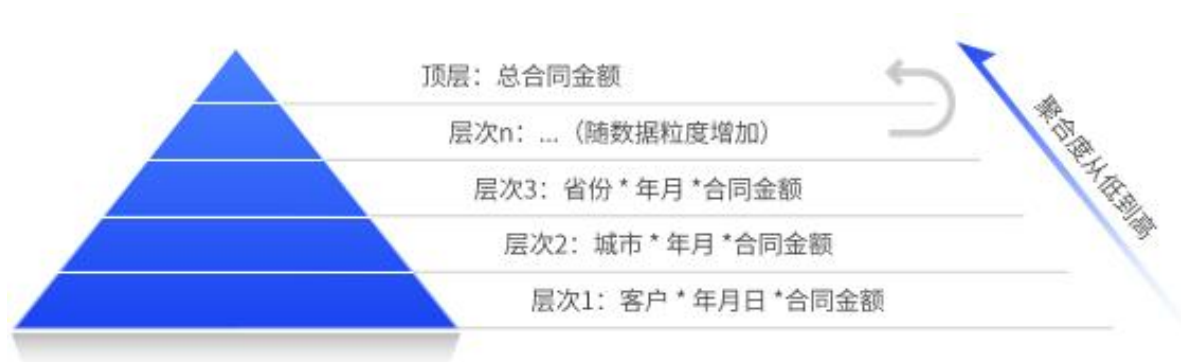 顶层：总合同金额
层次n：...（随数据粒度增加）
层次3：省份 * 年月 *合同金额
层次2：城市 * 年月 *合同金额
层次1：客户 * 年月日 *合同金额
聚合度从低到高